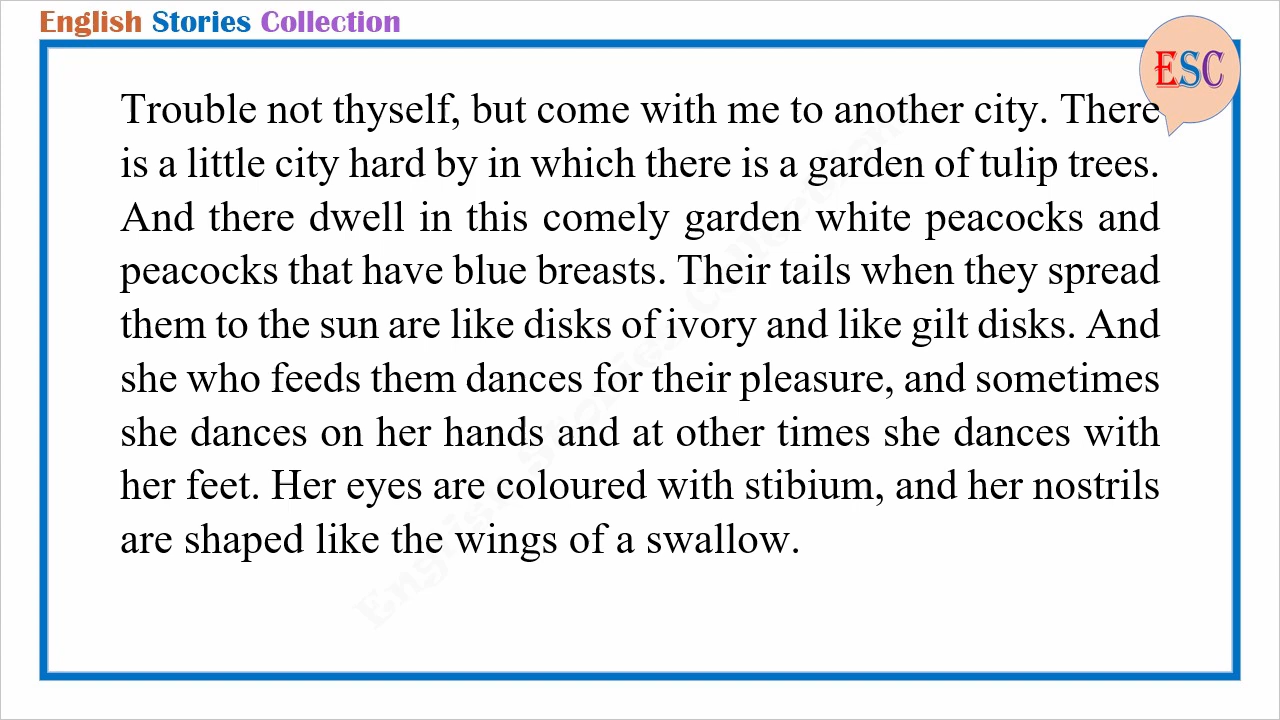 English Stories Collection
ESC
Trouble not thyself, but come with me to another city. There
is a little city hard by in which there is a garden of tulip trees.
And there dwell in this comely garden white peacocks and
peacocks that have blue breasts. Their tails when they spread
them to the sun are like disks of ivory and like gilt disks. And
she who feeds them dances for their pleasure, and sometimes
she dances on her hands and at other times she dances with
her feet. Her eyes are coloured with stibium, and her nostrils
are shaped like the wings of a swallow.
English Stories Collection